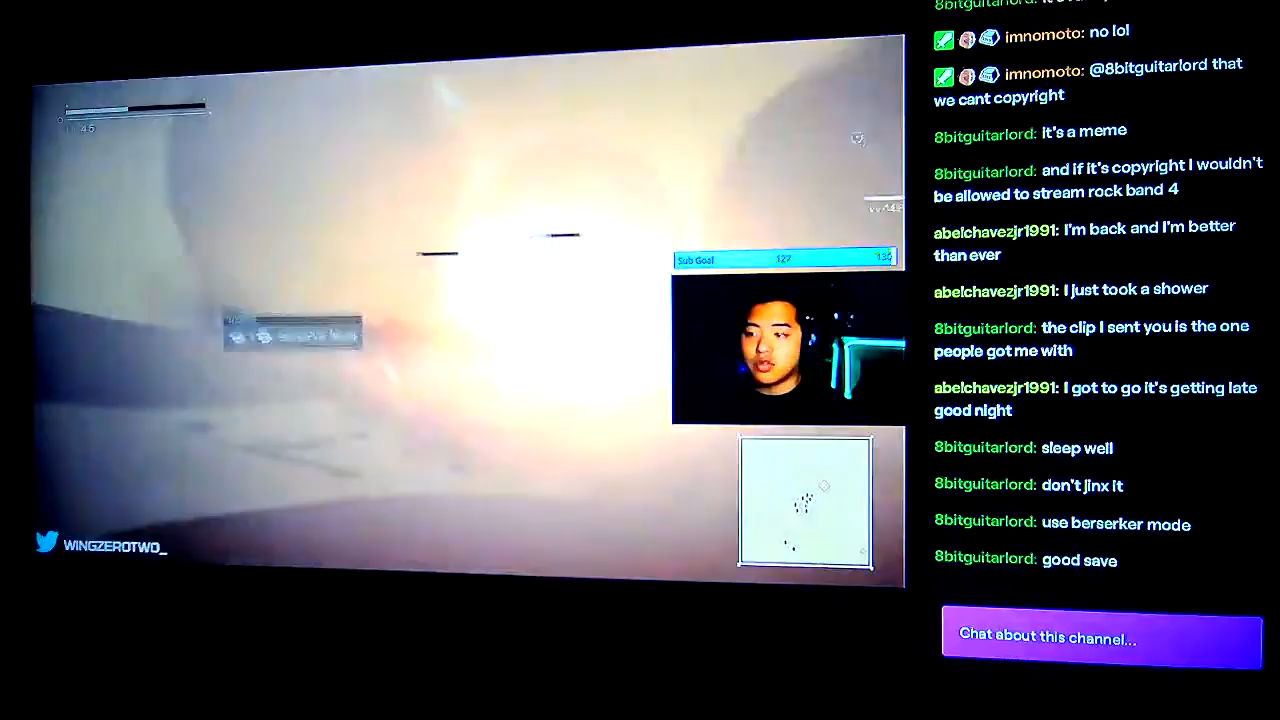 45
Sub Goal 127 130
WINGZEROTWO_
8bitguitarlord:
imnomoto: no lol
imnomoto: @8bitguitarlord that
we cant copyright
8bitguitarlord: it's a meme
8bitguitarlord: and if it's copyright I wouldn't
be allowed to stream rock band 4
abelchavezjr1991: I'm back and I'm better
than ever
abelchavezjr1991: I just took a shower
8bitguitarlord: the clip I sent you is the one
people got me with
abelchavezjr1991: I got to go it's getting late
good night
8bitguitarlord: sleep well
8bitguitarlord: don't jinx it
8bitguitarlord: use berserker mode
8bitguitarlord: good save
Chat about this channel...